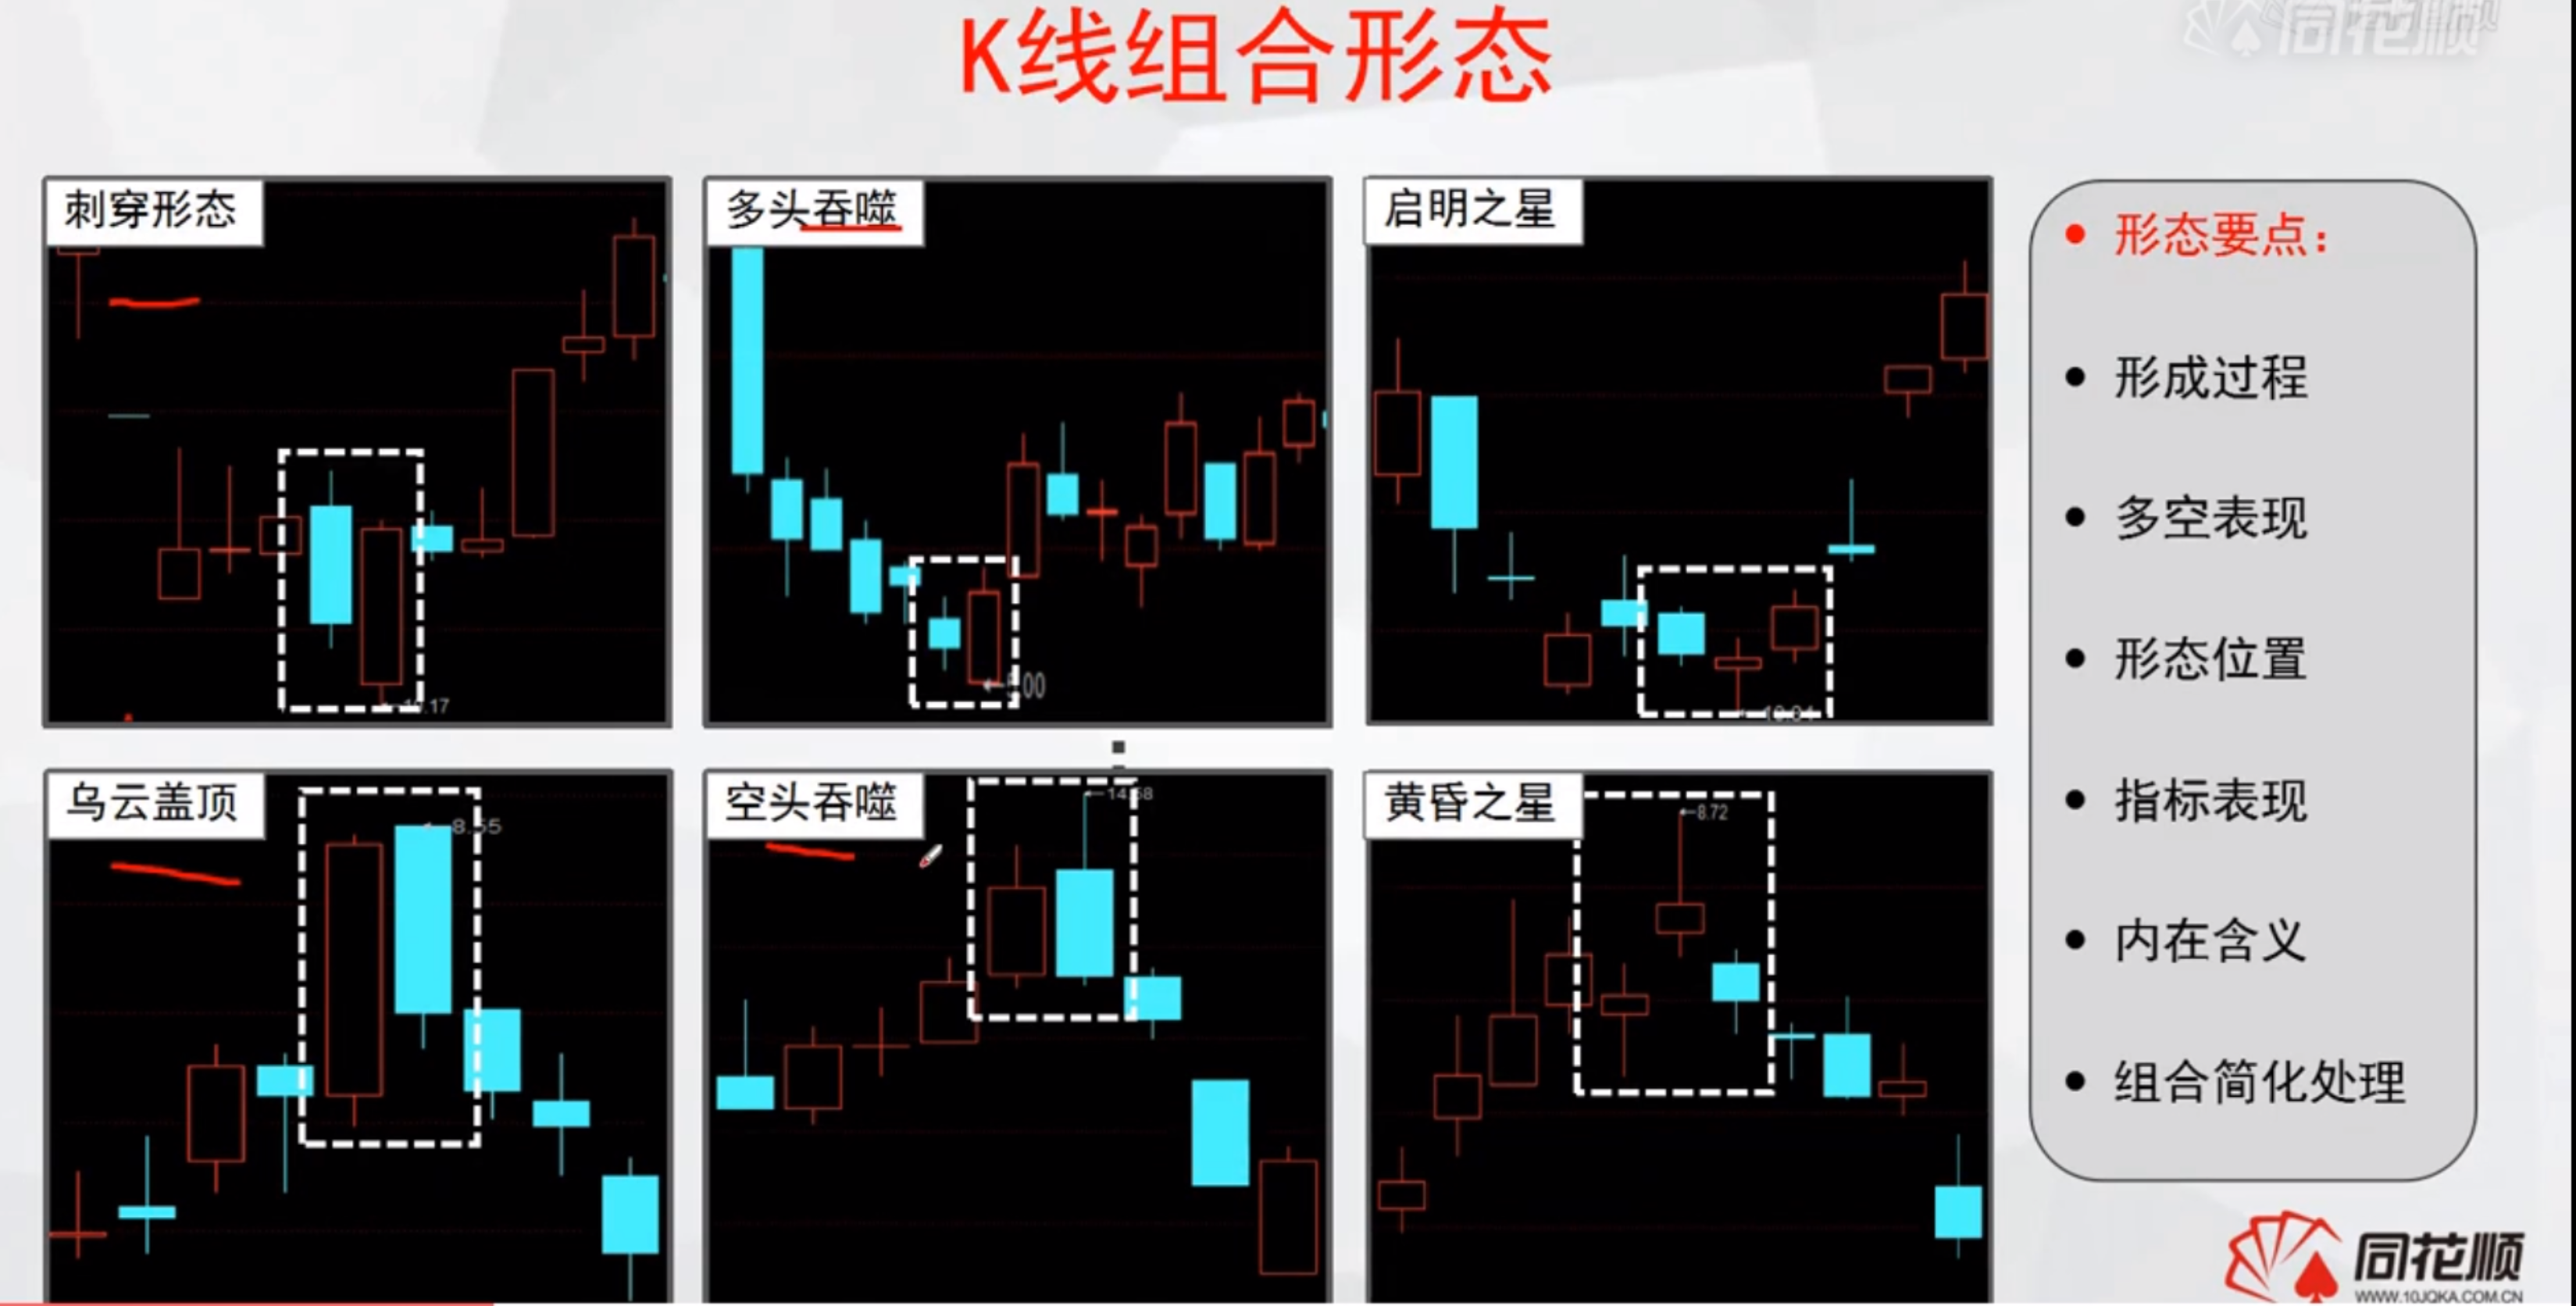 K线组合形态
同花顺
刺穿形态
多头吞噬
启明之星
←5.00
乌云盖顶
空头吞噬
黄昏之星
8.55
←14.58
←8.72
形态要点：
形成过程
多空表现
形态位置
指标表现
内在含义
组合简化处理
同花顺
WWW.10JQKA.COM.CN